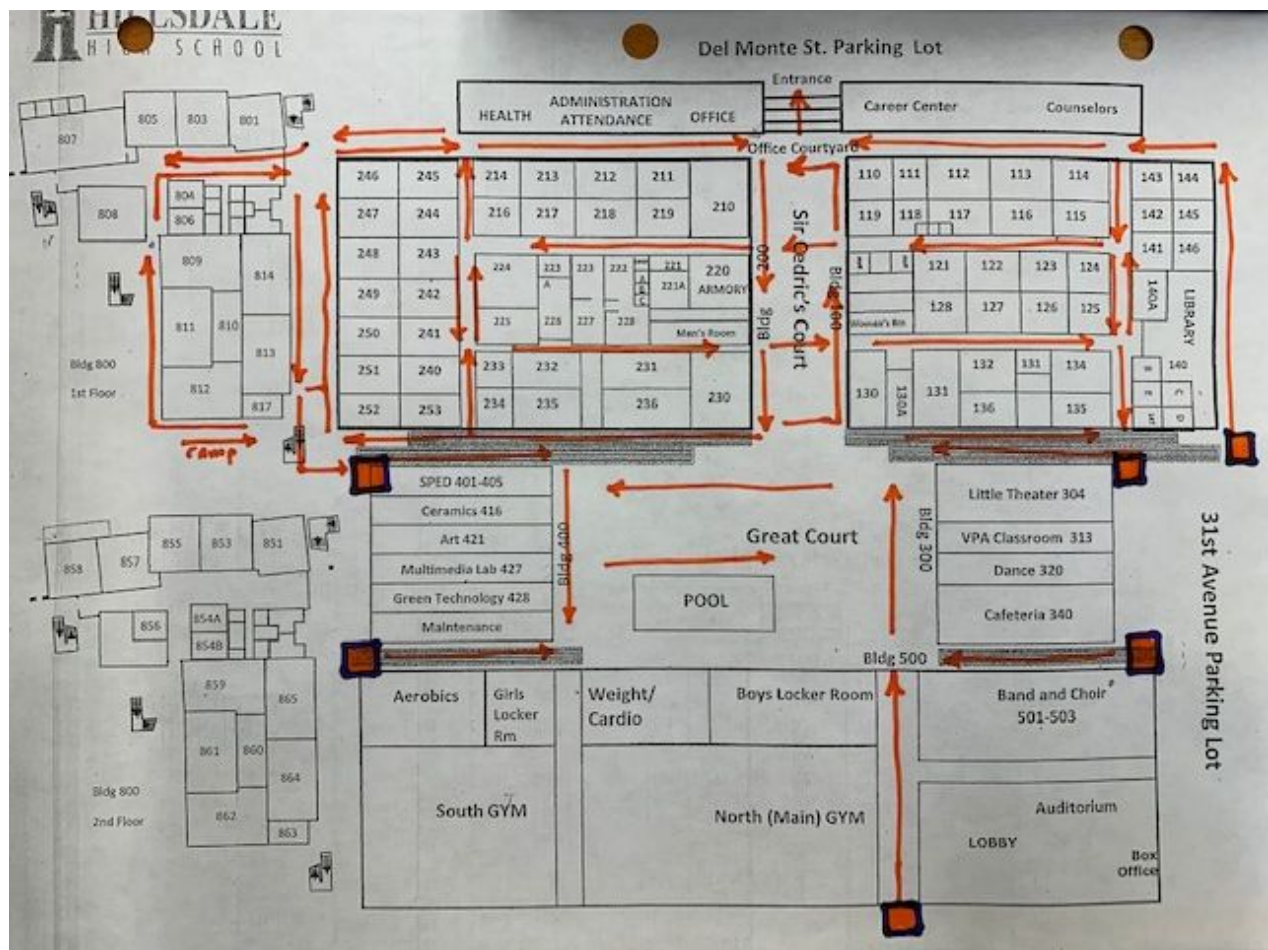 HILLSDALE
HIGH SCHOOL
Del Monte St. Parking Lot
Entrance
HEALTH
ADMINISTRATION
ATTENDANCE
OFFICE
Career Center
Counselors
Office Courtyard
807
805
803
801
808
804
806
809
814
811
810
813
812
817
Bldg 800
1st Floor
camp
246 245
247 244
248 243
249 242
250 241
251 240
252 253
214 213 212 211
216 217 218 219
210
224
223
A
223
222
A
B
C
221
221A
220
ARMORY
225
226
227
228
Men's Room
233 232 231
234 235 236
230
Bldg 200
Sir Cedric's Court
Bldg 100
110 111 112 113 114
119 118 117 116 115
143 144
142 145
141 146
121 122 123 124
128 127 126 125
Woman's Rm
140A
LIBRARY
140
130
130A
131
132
131
134
136
135
SPED 401-405
Ceramics 416
Art 421
Multimedia Lab 427
Green Technology 428
Maintenance
Bldg 400
Great Court
POOL
Bldg 300
Little Theater 304
VPA Classroom 313
Dance 320
Cafeteria 340
31st Avenue Parking Lot
Bldg 500
858
857
855
853
851
856
854A
854B
859
865
861
860
864
862
863
Bldg 800
2nd Floor
Aerobics
Girls
Locker
Rm
Weight/
Cardio
Boys Locker Room
Band and Choir
501-503
South GYM
North (Main) GYM
Auditorium
LOBBY
Box
Office